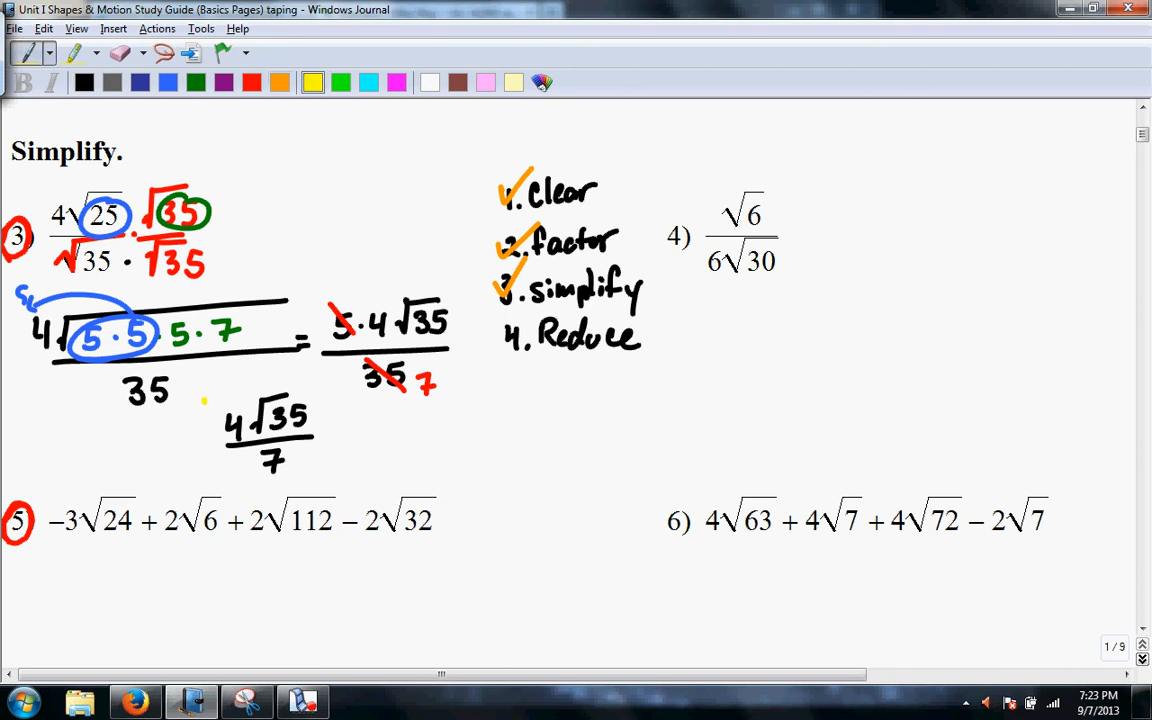 Unit I Shapes & Motion Study Guide (Basics Pages) taping - Windows Journal
File Edit View Insert Actions Tools Help
B I
Simplify.
3) 4√25 / √35 · √35 / √35
1. Clear
2. factor
3. simplify
4. Reduce
4) √6 / 6√30
5
4√5 · 5 · 5 · 7 / 35 = 5 · 4√35 / 35 7
4√35 / 7
5) −3√24 + 2√6 + 2√112 − 2√32
6) 4√63 + 4√7 + 4√72 − 2√7
1 / 9
7:23 PM
9/7/2013